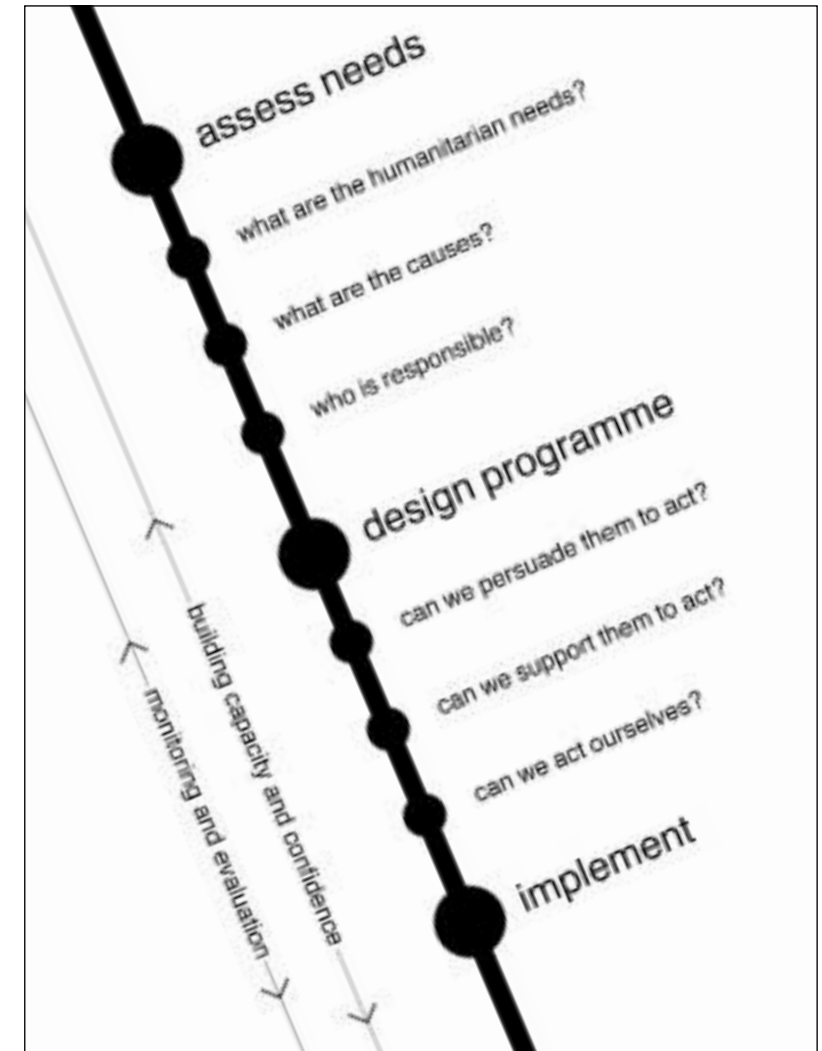 assess needs
what are the humanitarian needs?
what are the causes?
who is responsible?
design programme
can we persuade them to act?
can we support them to act?
can we act ourselves?
implement
building capacity and confidence
monitoring and evaluation